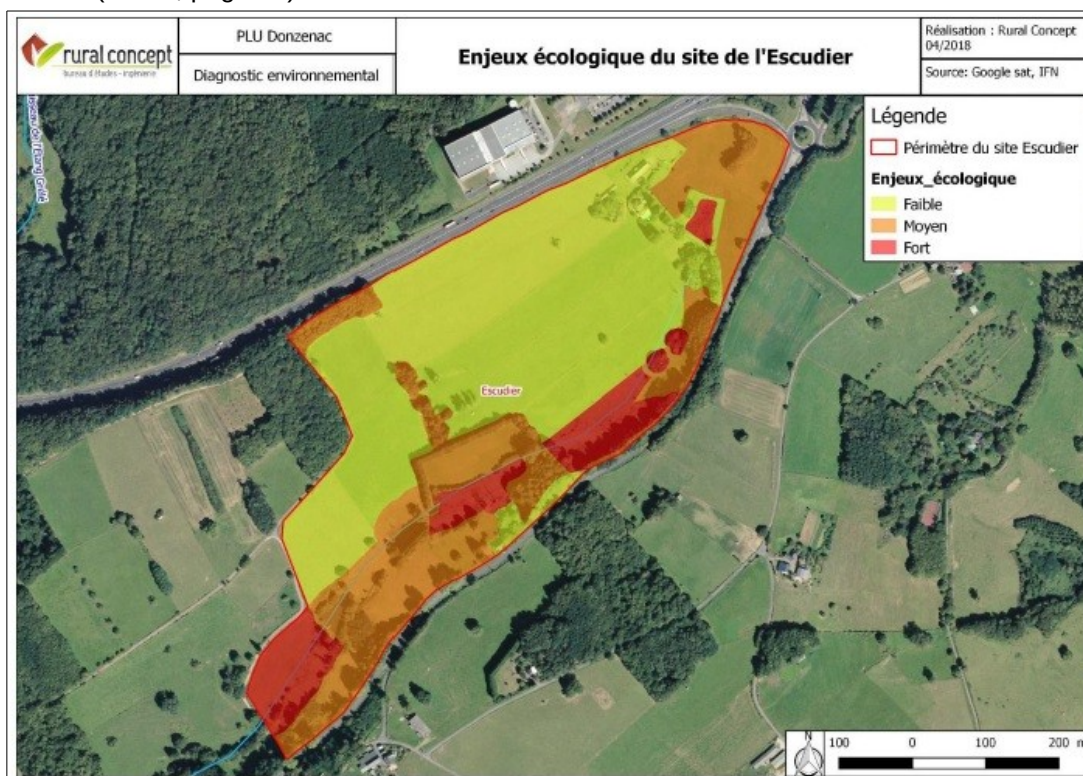 rural concept
bureau d'études - ingénierie
PLU Donzenac
Diagnostic environnemental
Enjeux écologique du site de l'Escudier
Réalisation : Rural Concept
04/2018
Source: Google sat, IFN
Légende
Périmètre du site Escudier
Enjeux_écologique
Faible
Moyen
Fort
Escudier
N
100 0 100 200 m